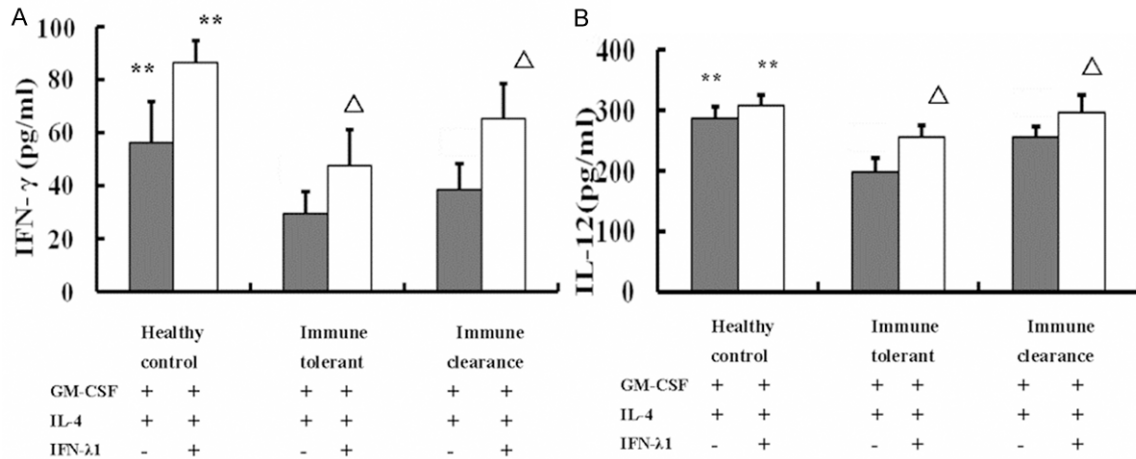 A
IFN-γ (pg/ml)
100
80
60
40
20
0
** **
△ △
Healthy control
Immune tolerant
Immune clearance
GM-CSF + + + + + +
IL-4 + + + + + +
IFN-λ1 - + - + - +
B
IL-12(pg/ml)
400
300
200
100
0
** **
△ △
Healthy control
Immune tolerant
Immune clearance
GM-CSF + + + + + +
IL-4 + + + + + +
IFN-λ1 - + - + - +